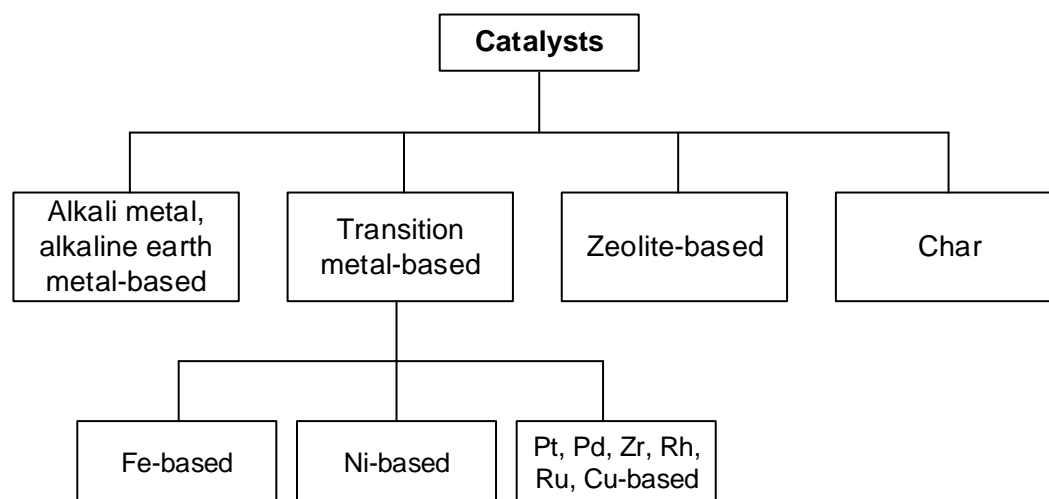 Catalysts
Alkali metal,
alkaline earth
metal-based
Transition
metal-based
Zeolite-based
Char
Fe-based
Ni-based
Pt, Pd, Zr, Rh,
Ru, Cu-based